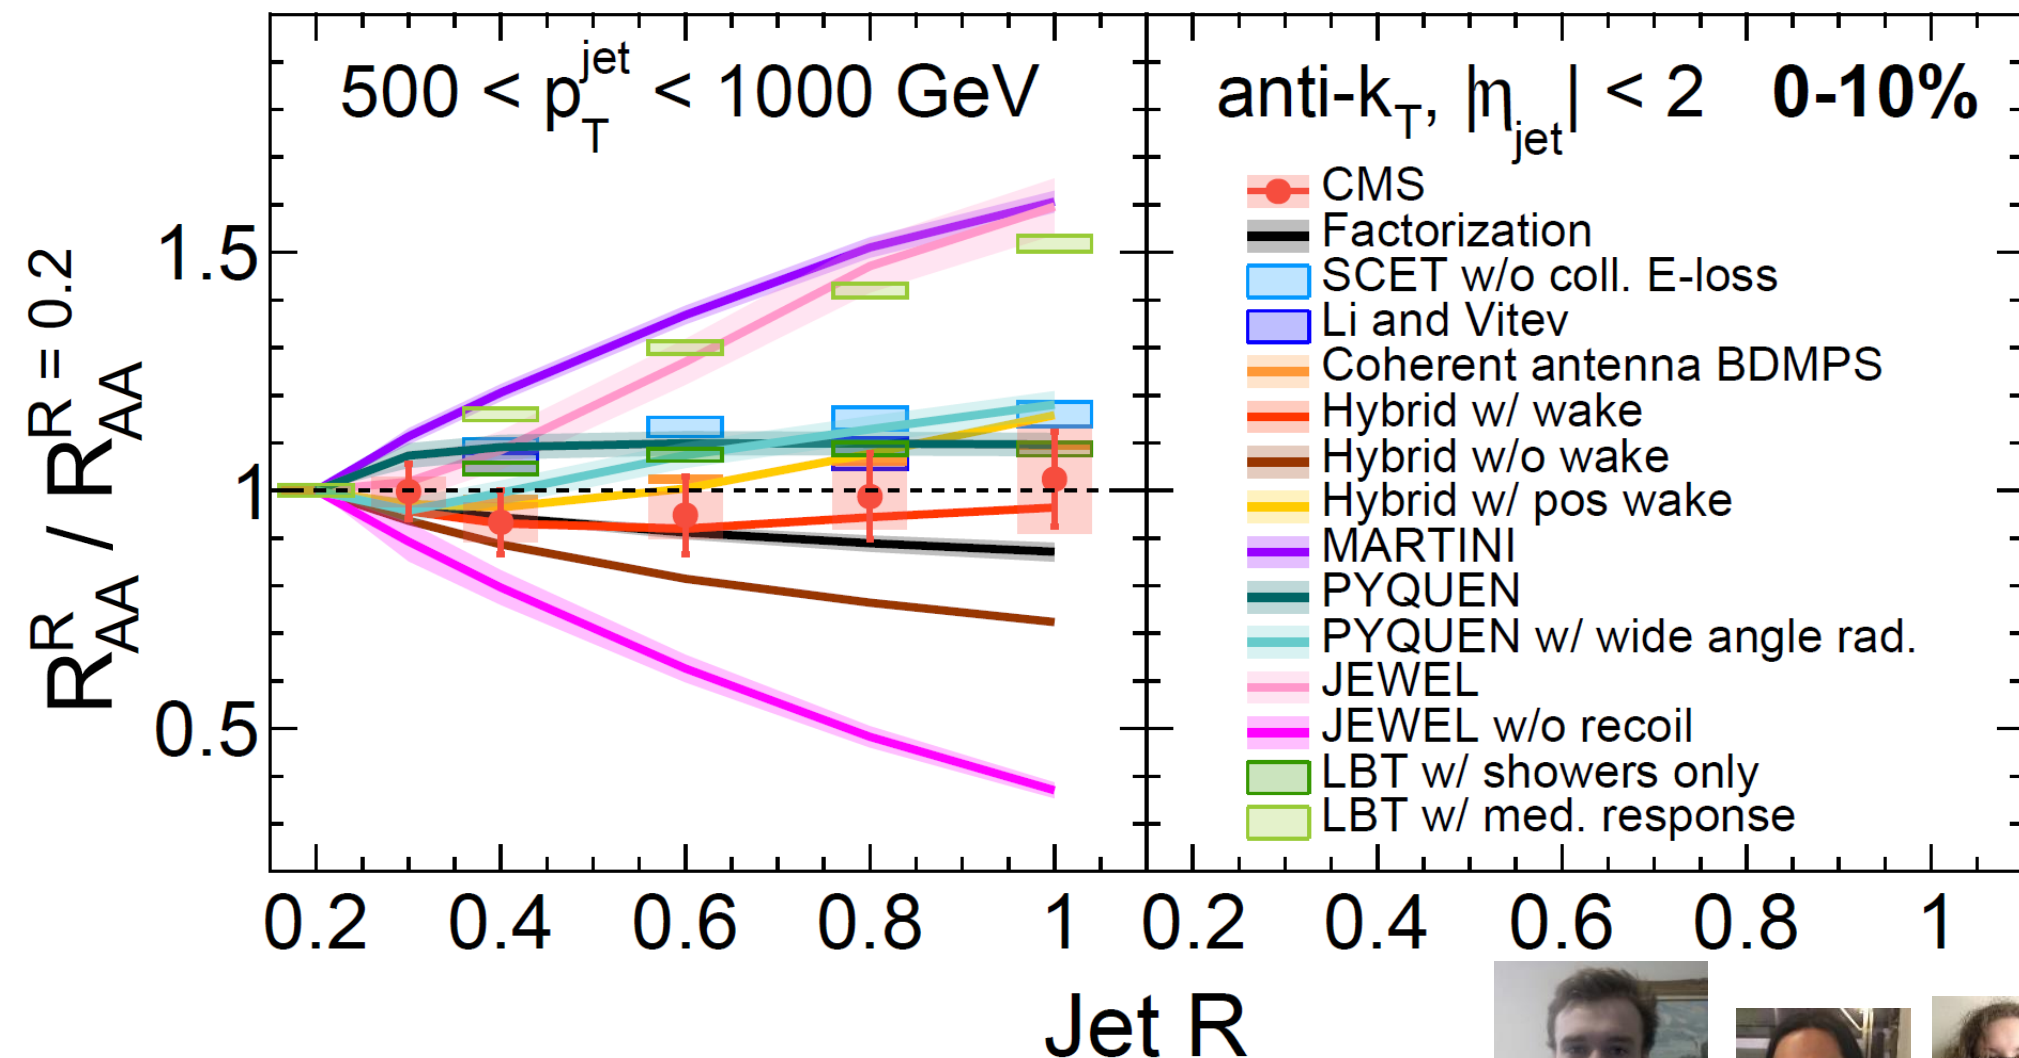 500 < p_T^jet < 1000 GeV
anti-k_T, |η_jet| < 2 0-10%
R_AA^R / R_AA^R = 0.2
1.5
1
0.5
CMS
Factorization
SCET w/o coll. E-loss
Li and Vitev
Coherent antenna BDMPS
Hybrid w/ wake
Hybrid w/o wake
Hybrid w/ pos wake
MARTINI
PYQUEN
PYQUEN w/ wide angle rad.
JEWEL
JEWEL w/o recoil
LBT w/ showers only
LBT w/ med. response
0.2 0.4 0.6 0.8 1 0.2 0.4 0.6 0.8 1
Jet R